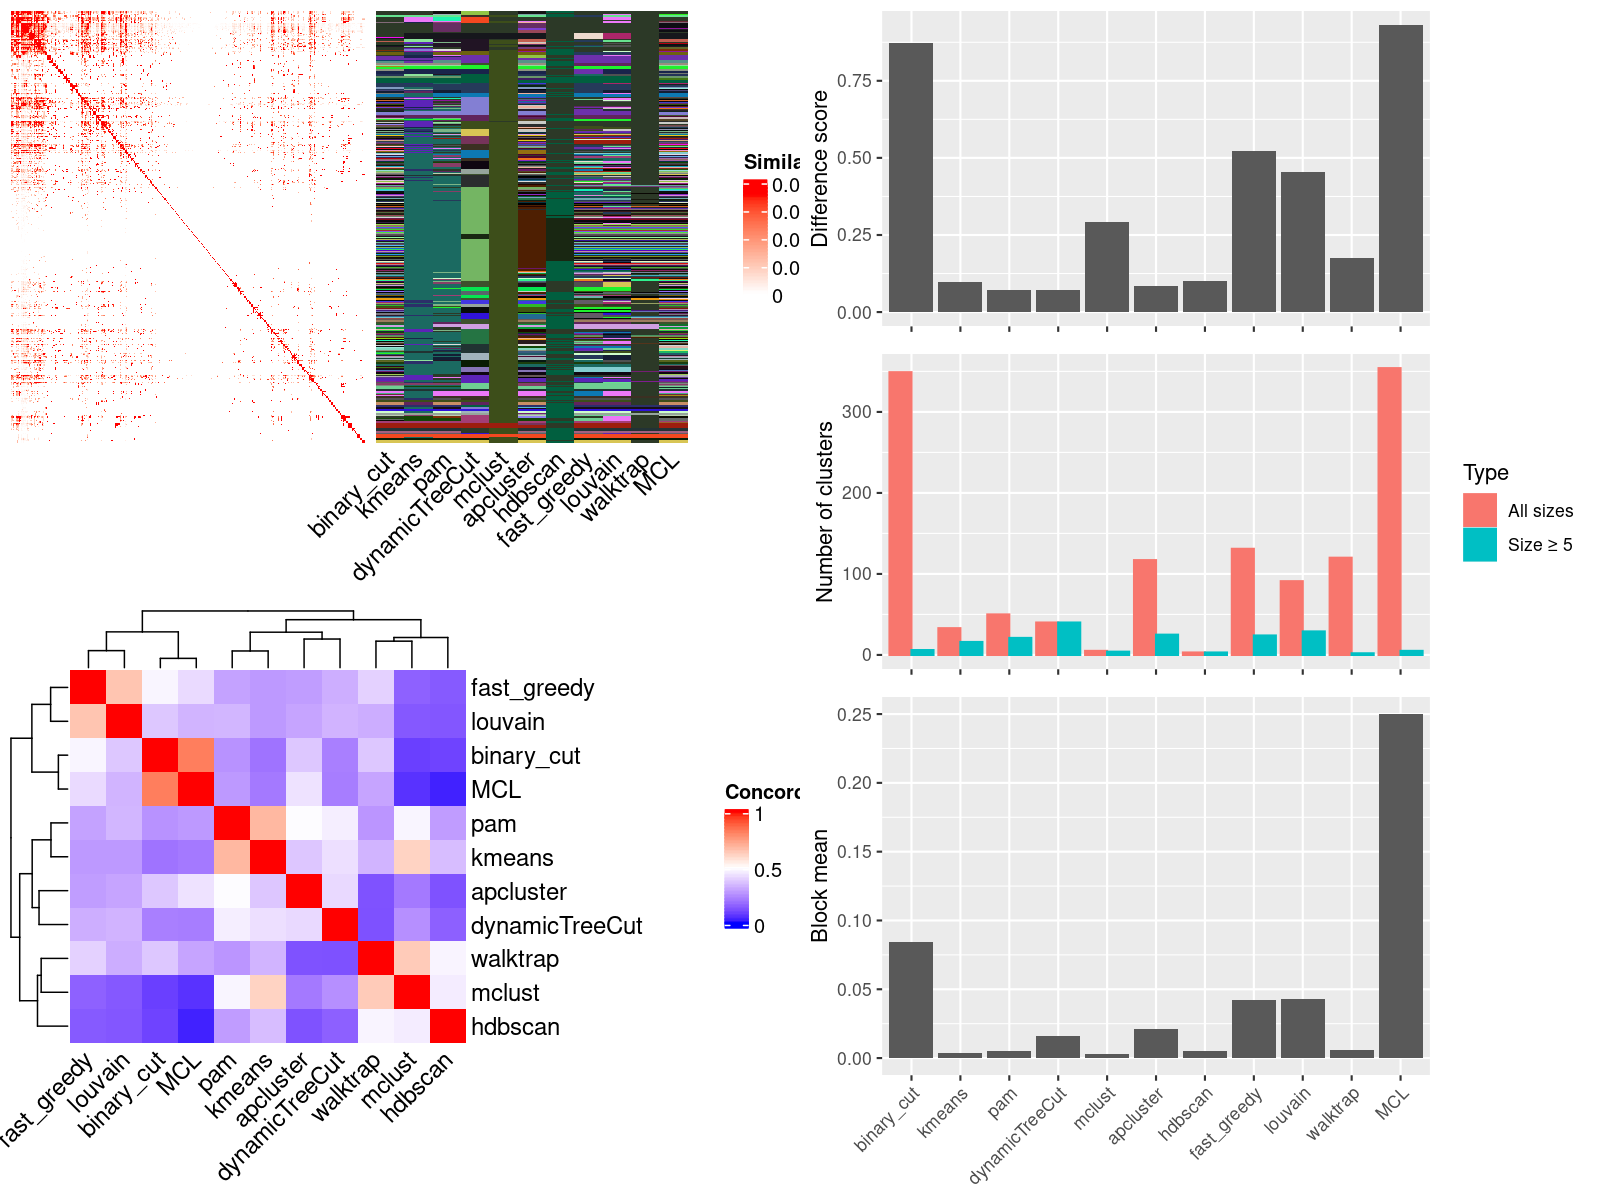 Simila
0.0
0.0
0.0
0.0
0
binary_cut
kmeans
pam
dynamicTreeCut
mclust
apcluster
hdbscan
fast_greedy
louvain
walktrap
MCL
fast_greedy
louvain
binary_cut
MCL
pam
kmeans
apcluster
dynamicTreeCut
walktrap
mclust
hdbscan
fast_greedy
louvain
binary_cut
MCL
pam
kmeans
apcluster
dynamicTreeCut
walktrap
mclust
hdbscan
Concord
1
0.5
0
Difference score
0.75
0.50
0.25
0.00
Number of clusters
300
200
100
0
Type
All sizes
Size ≥ 5
Block mean
0.25
0.20
0.15
0.10
0.05
0.00
binary_cut
kmeans
pam
dynamicTreeCut
mclust
apcluster
hdbscan
fast_greedy
louvain
walktrap
MCL